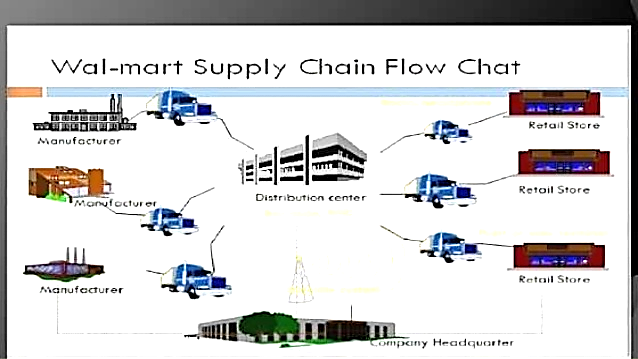 Wal-mart Supply Chain Flow Chat
Retail Store
Manufacturer
Retail Store
Distribution center
Manufacturer
Retail Store
Manufacturer
Company Headquarter